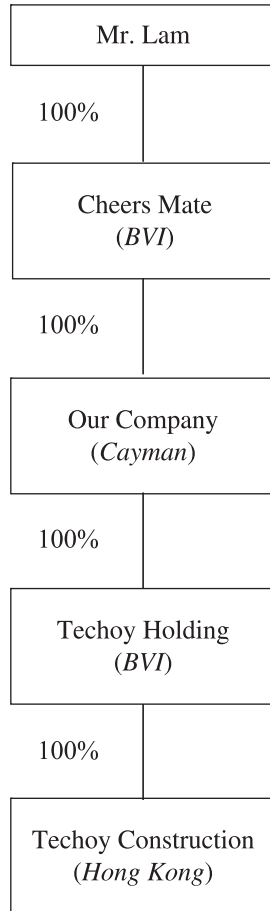 Mr. Lam
100%
Cheers Mate
(BVI)
100%
Our Company
(Cayman)
100%
Techoy Holding
(BVI)
100%
Techoy Construction
(Hong Kong)